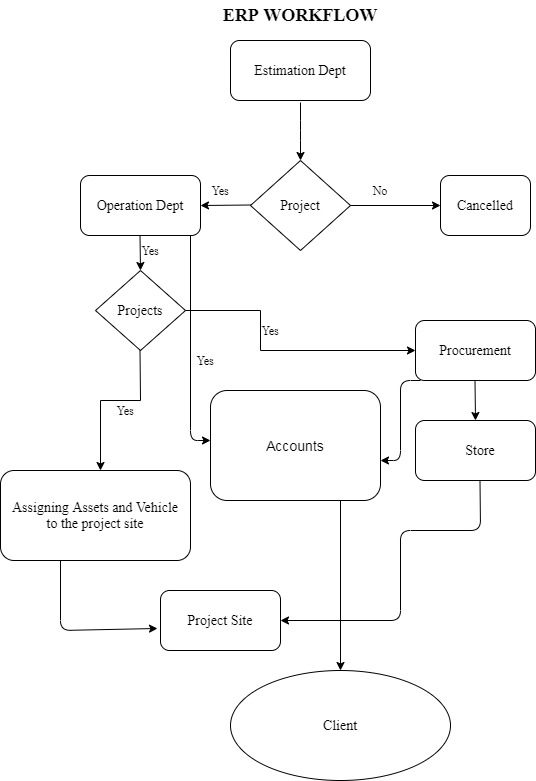 ERP WORKFLOW
Estimation Dept
Yes
No
Operation Dept
Project
Cancelled
Yes
Projects
Yes
Procurement
Yes
Yes
Accounts
Store
Assigning Assets and Vehicle
to the project site
Project Site
Client